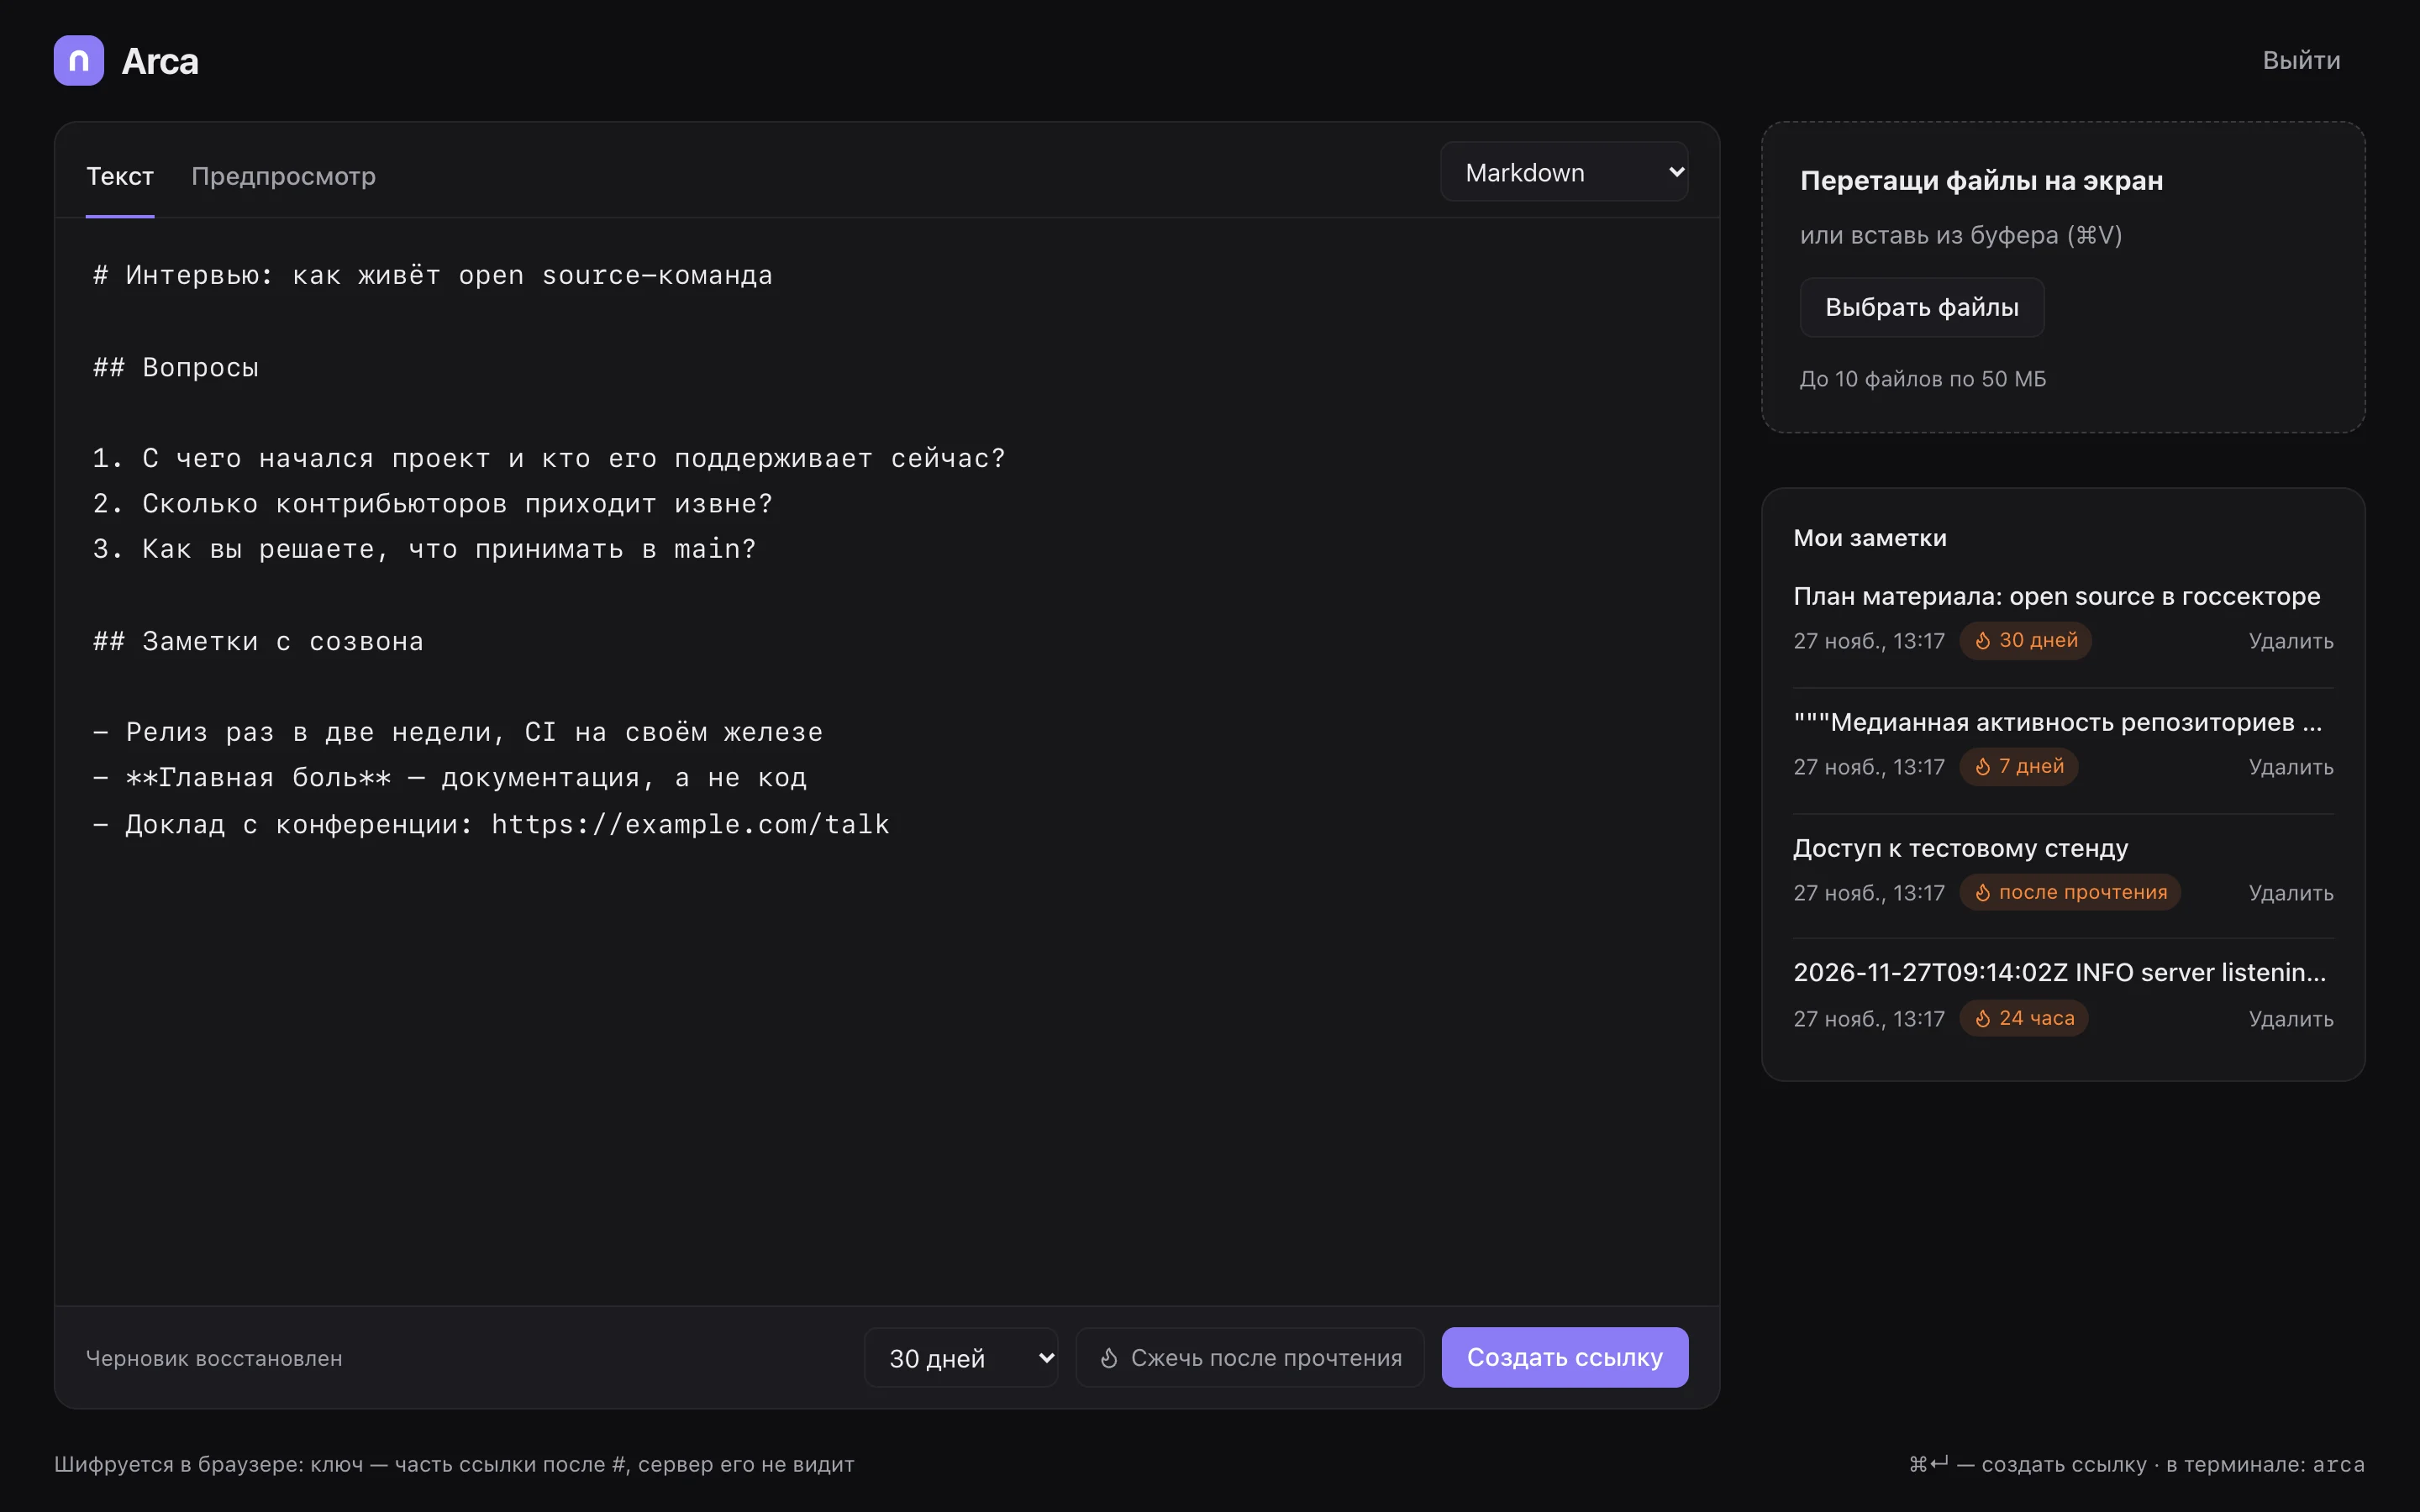 Arca
Выйти
Текст Предпросмотр
Markdown
# Интервью: как живёт open source-команда
## Вопросы
1. С чего начался проект и кто его поддерживает сейчас?
2. Сколько контрибьюторов приходит извне?
3. Как вы решаете, что принимать в main?
## Заметки с созвона
- Релиз раз в две недели, CI на своём железе
- **Главная боль** — документация, а не код
- Доклад с конференции: https://example.com/talk
Черновик восстановлен
30 дней
Сжечь после прочтения
Создать ссылку
Перетащи файлы на экран
или вставь из буфера (⌘V)
Выбрать файлы
До 10 файлов по 50 МБ
Мои заметки
План материала: open source в госсекторе
27 нояб., 13:17 30 дней Удалить
"""Медианная активность репозиториев ...
27 нояб., 13:17 7 дней Удалить
Доступ к тестовому стенду
27 нояб., 13:17 после прочтения Удалить
2026-11-27T09:14:02Z INFO server listenin...
27 нояб., 13:17 24 часа Удалить
Шифруется в браузере: ключ — часть ссылки после #, сервер его не видит
⌘↵ — создать ссылку · в терминале: arca